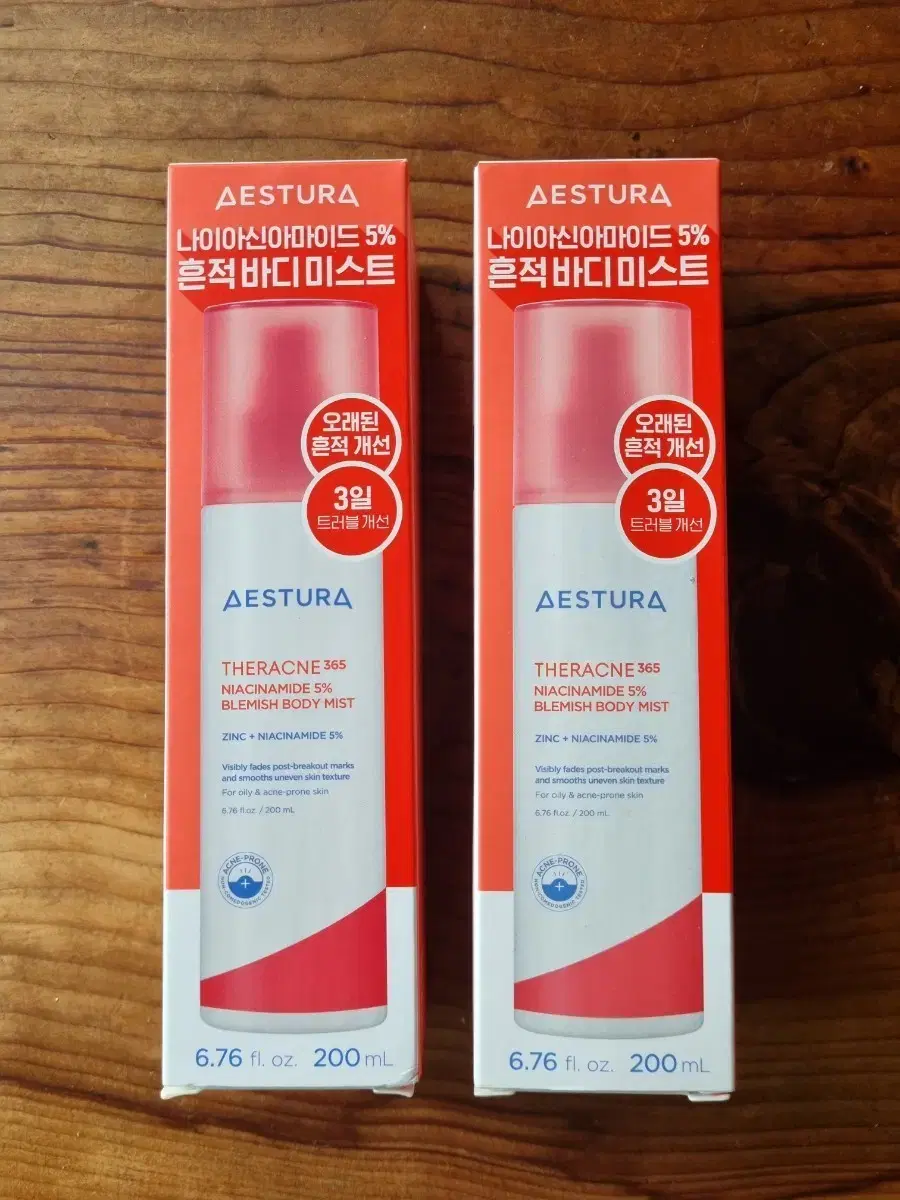 AESTURA
나이아신아마이드 5%
흔적 바디 미스트
오래된
흔적 개선
3일
트러블 개선
AESTURA
THERACNE 365
NIACINAMIDE 5%
BLEMISH BODY MIST
ZINC + NIACINAMIDE 5%
Visibly fades post-breakout marks
and smooths uneven skin texture
For oily & acne-prone skin
6.76 fl.oz. / 200 mL
ACNE-PRONE
NON-COMEDOGENIC TESTED
6.76 fl. oz. 200 mL
AESTURA
나이아신아마이드 5%
흔적 바디 미스트
오래된
흔적 개선
3일
트러블 개선
AESTURA
THERACNE 365
NIACINAMIDE 5%
BLEMISH BODY MIST
ZINC + NIACINAMIDE 5%
Visibly fades post-breakout marks
and smooths uneven skin texture
For oily & acne-prone skin
6.76 fl.oz. / 200 mL
ACNE-PRONE
NON-COMEDOGENIC TESTED
6.76 fl. oz. 200 mL